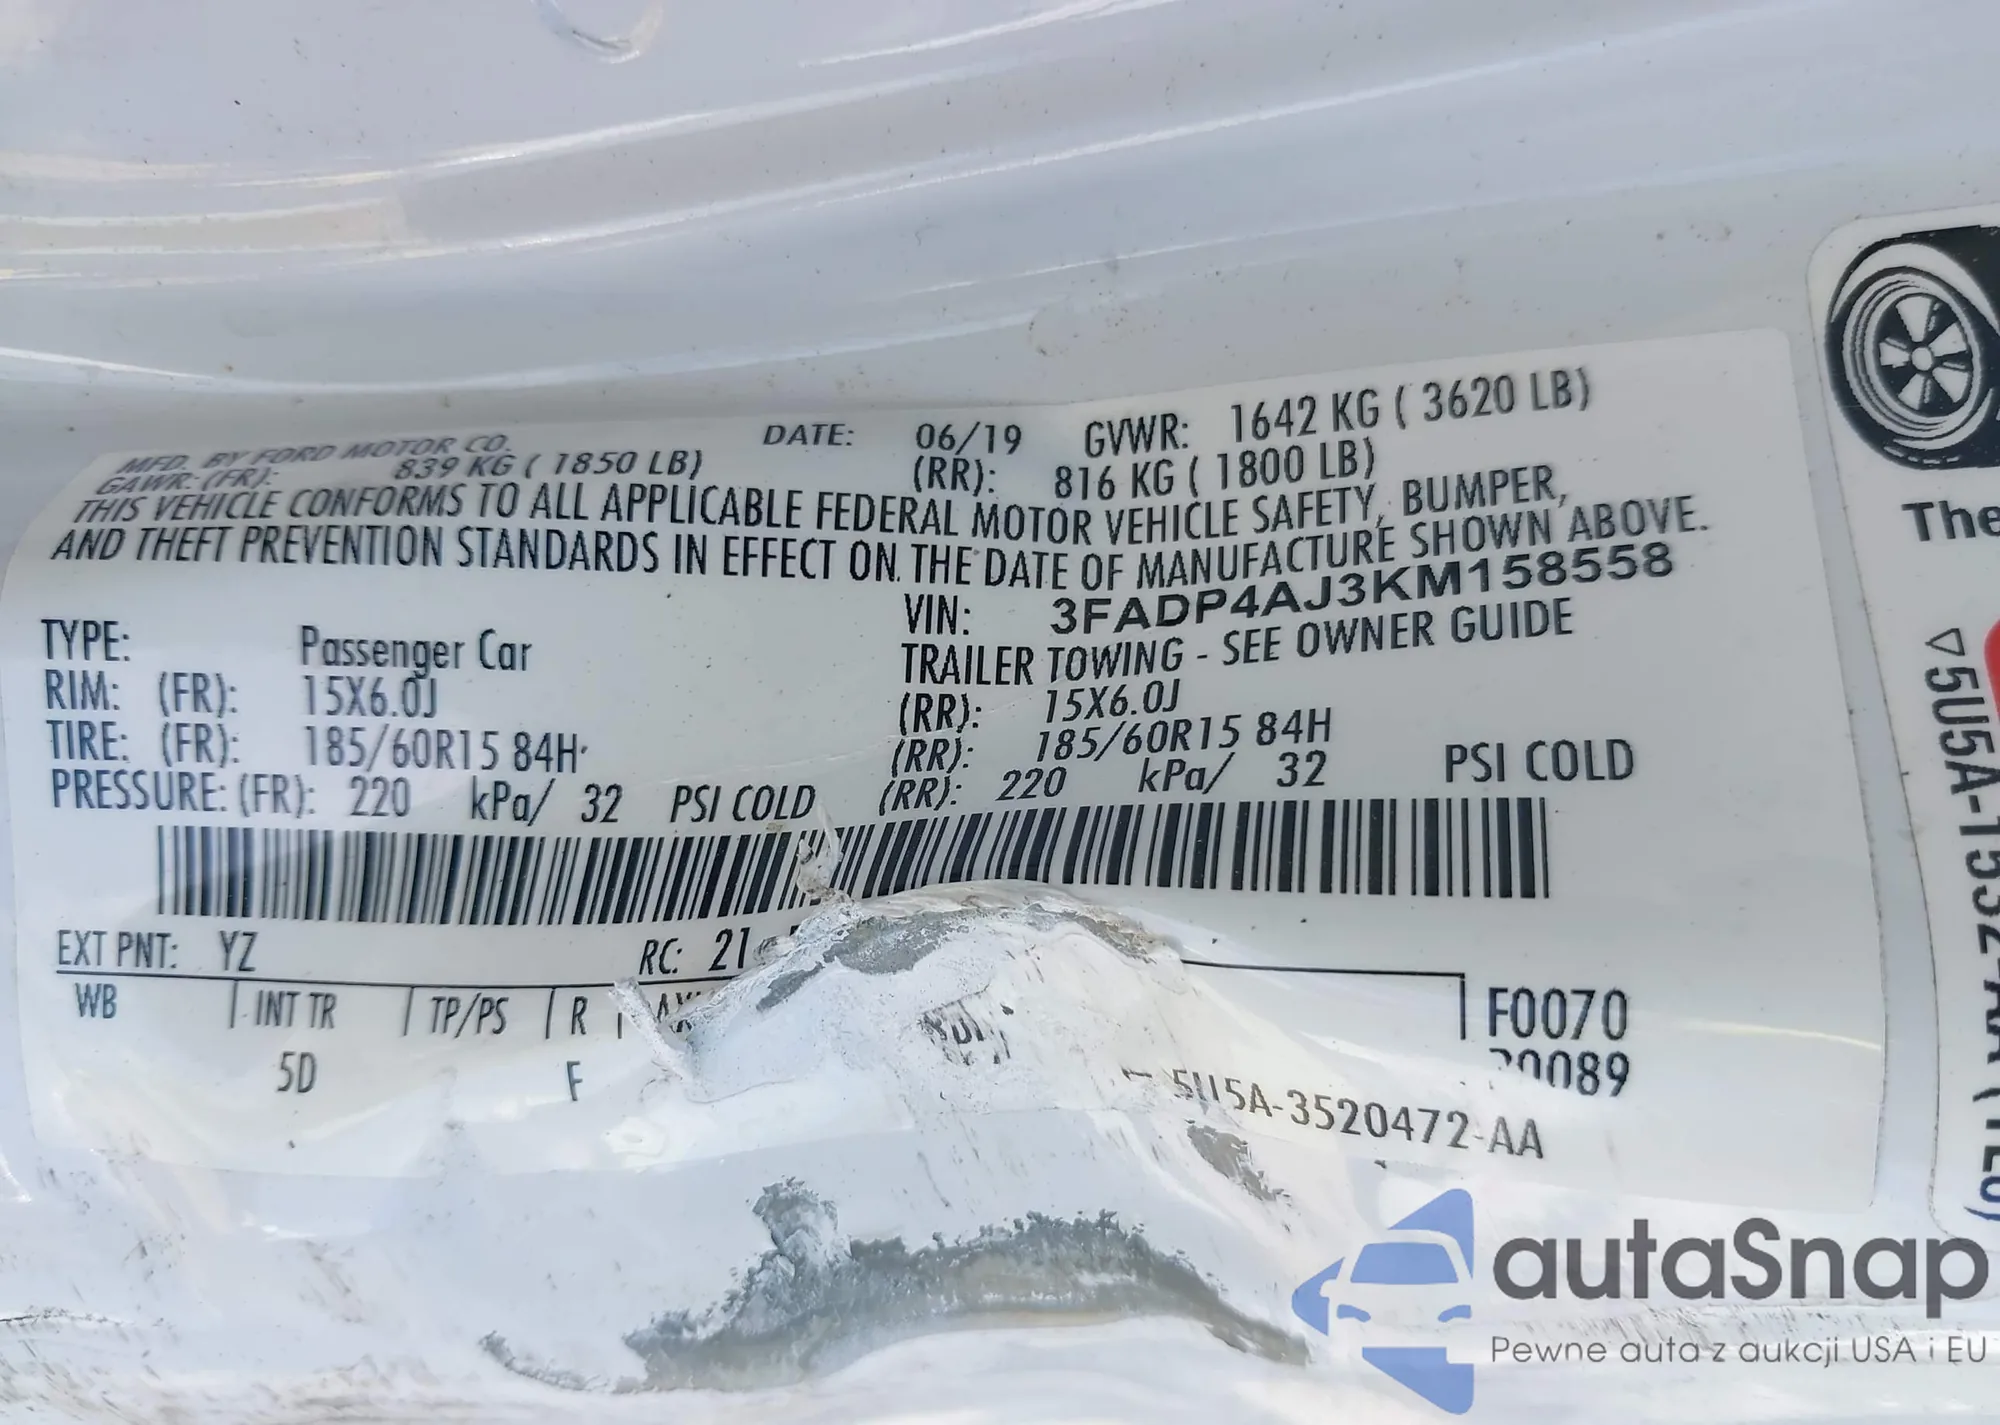 MFD. BY FORD MOTOR CO. DATE: 06/19 GVWR: 1642 KG ( 3620 LB)
GAWR: (FR): 839 KG ( 1850 LB) (RR): 816 KG ( 1800 LB)
THIS VEHICLE CONFORMS TO ALL APPLICABLE FEDERAL MOTOR VEHICLE SAFETY, BUMPER,
AND THEFT PREVENTION STANDARDS IN EFFECT ON THE DATE OF MANUFACTURE SHOWN ABOVE.
VIN: 3FADP4AJ3KM158558
TYPE: Passenger Car TRAILER TOWING - SEE OWNER GUIDE
RIM: (FR): 15X6.0J (RR): 15X6.0J
TIRE: (FR): 185/60R15 84H (RR): 185/60R15 84H
PRESSURE: (FR): 220 kPa/ 32 PSI COLD (RR): 220 kPa/ 32 PSI COLD
EXT PNT: YZ RC: 21
WB INT TR TP/PS R F0070
5D F
5U5A-3520472-AA
The
autaSnap
Pewne auta z aukcji USA i EU